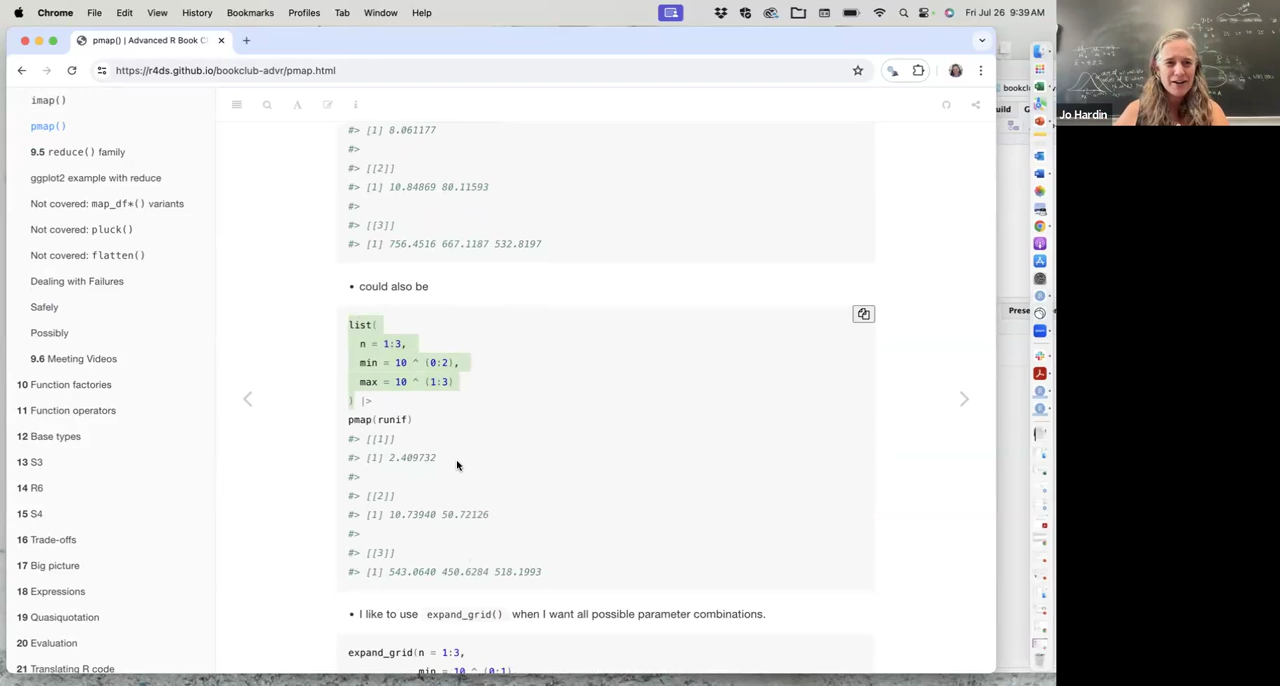 Chrome File Edit View History Bookmarks Profiles Tab Window Help Fri Jul 26 9:39 AM
pmap() | Advanced R Book Cl
https://r4ds.github.io/bookclub-advr/pmap.html
Jo Hardin
imap()
pmap()
9.5 reduce() family
ggplot2 example with reduce
Not covered: map_df*() variants
Not covered: pluck()
Not covered: flatten()
Dealing with Failures
Safely
Possibly
9.6 Meeting Videos
10 Function factories
11 Function operators
12 Base types
13 S3
14 R6
15 S4
16 Trade-offs
17 Big picture
18 Expressions
19 Quasiquotation
20 Evaluation
21 Translating R code
#> [1] 8.061177
#>
#> [[2]]
#> [1] 10.84869 80.11593
#>
#> [[3]]
#> [1] 756.4516 667.1187 532.8197
• could also be
list(
n = 1:3,
min = 10 ^ (0:2),
max = 10 ^ (1:3)
) |>
pmap(runif)
#> [[1]]
#> [1] 2.409732
#>
#> [[2]]
#> [1] 10.73940 50.72126
#>
#> [[3]]
#> [1] 543.0640 450.6284 518.1993
• I like to use expand_grid() when I want all possible parameter combinations.
expand_grid(n = 1:3,
min = 10 ^ (0:1),
bookclu
uild
Prese